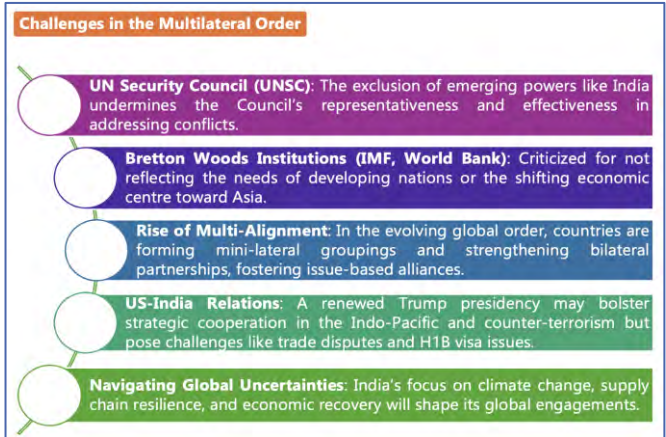 Challenges in the Multilateral Order
UN Security Council (UNSC): The exclusion of emerging powers like India
undermines the Council's representativeness and effectiveness in
addressing conflicts.
Bretton Woods Institutions (IMF, World Bank): Criticized for not
reflecting the needs of developing nations or the shifting economic
centre toward Asia.
Rise of Multi-Alignment: In the evolving global order, countries are
forming mini-lateral groupings and strengthening bilateral
partnerships, fostering issue-based alliances.
US-India Relations: A renewed Trump presidency may bolster
strategic cooperation in the Indo-Pacific and counter-terrorism but
pose challenges like trade disputes and H1B visa issues.
Navigating Global Uncertainties: India's focus on climate change, supply
chain resilience, and economic recovery will shape its global engagements.